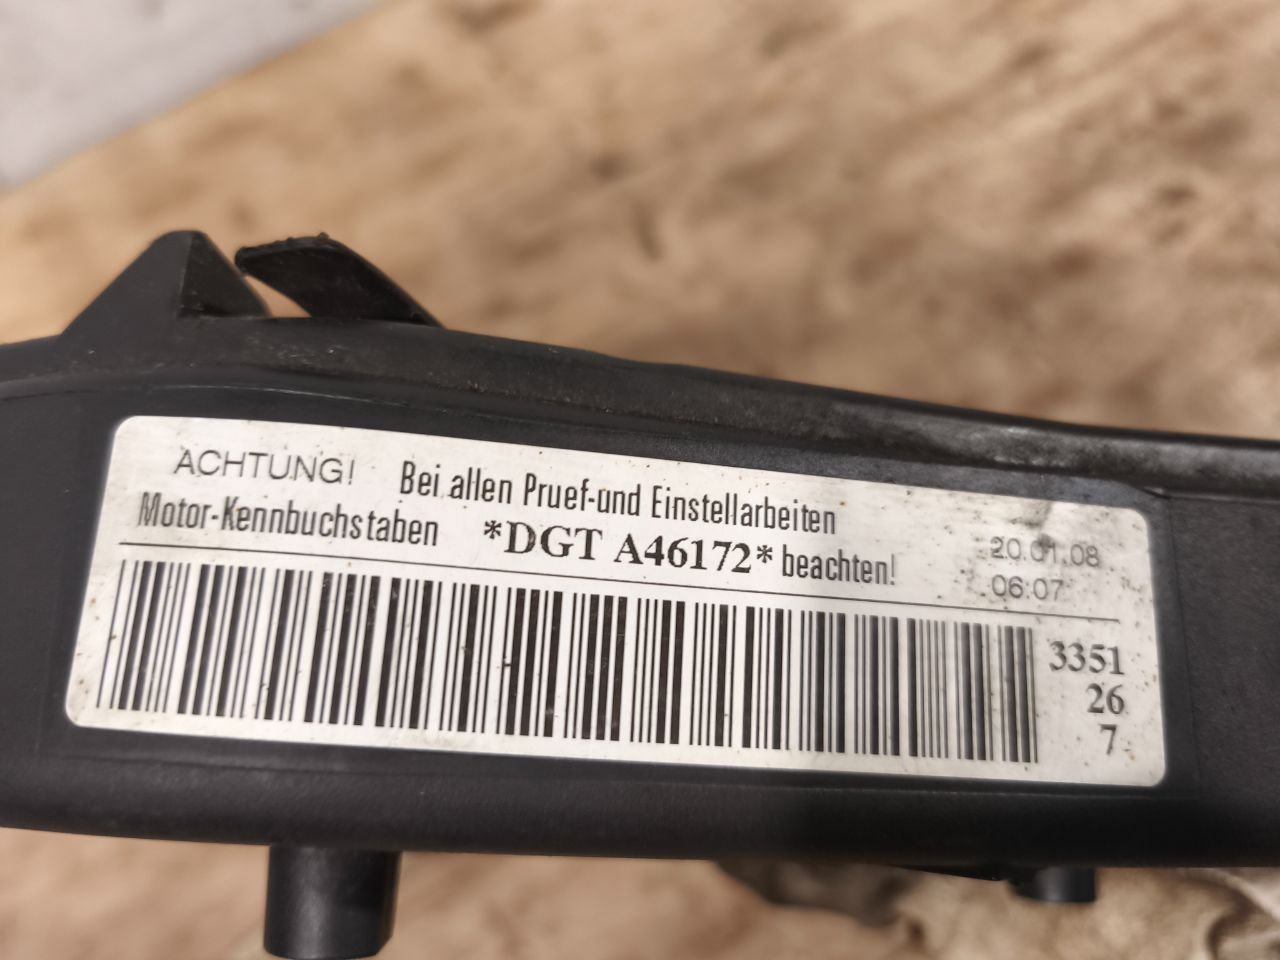 ACHTUNG! Bei allen Pruef-und Einstellarbeiten
Motor-Kennbuchstaben *DGT A46172* beachten!
20.01.08
06:07
3351
26
7